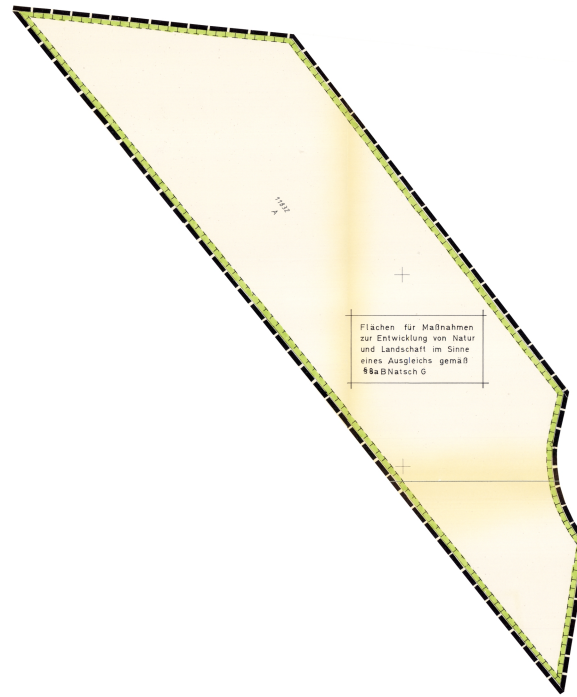 11832
A
Flächen für Maßnahmen
zur Entwicklung von Natur
und Landschaft im Sinne
eines Ausgleichs gemäß
§8a BNatsch G